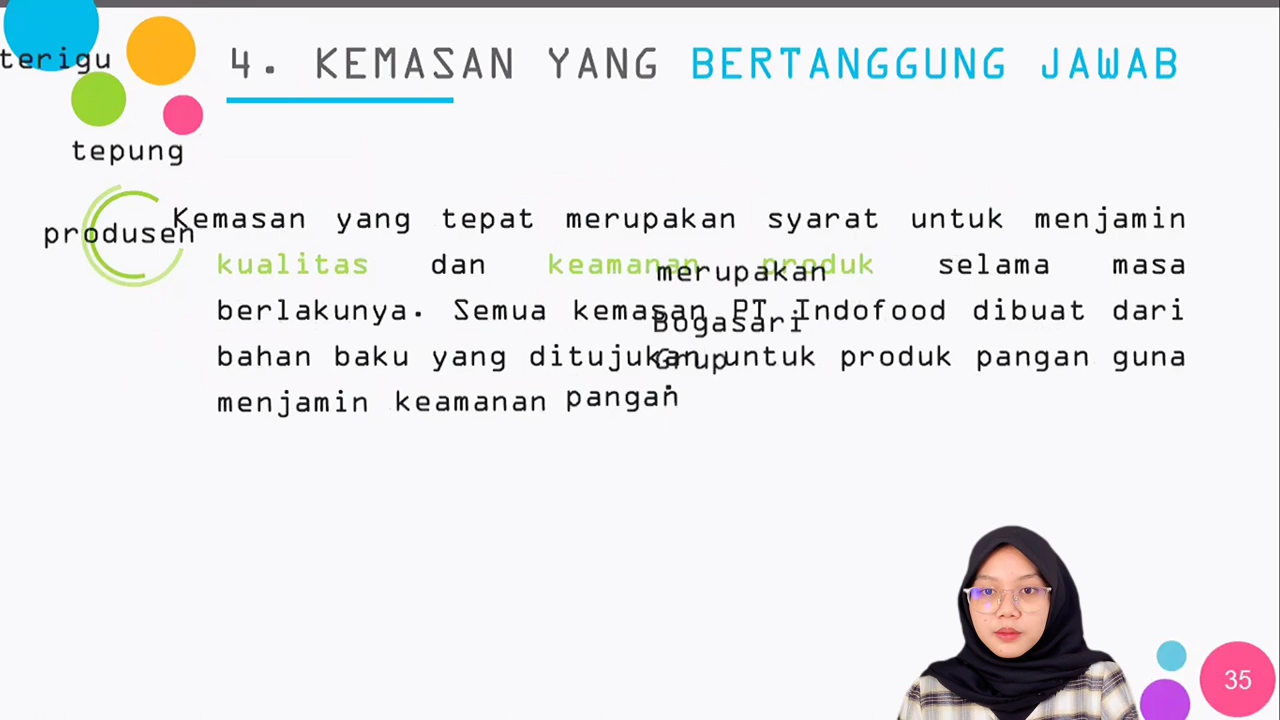 4. KEMASAN YANG BERTANGGUNG JAWAB
terigu
tepung
produsen
Kemasan yang tepat merupakan syarat untuk menjamin
kualitas dan keamanan produk selama masa
merupakan
berlakunya. Semua kemasan PT Indofood dibuat dari
Bogasari
bahan baku yang ditujukan untuk produk pangan guna
Grup
menjamin keamanan pangan
.
35